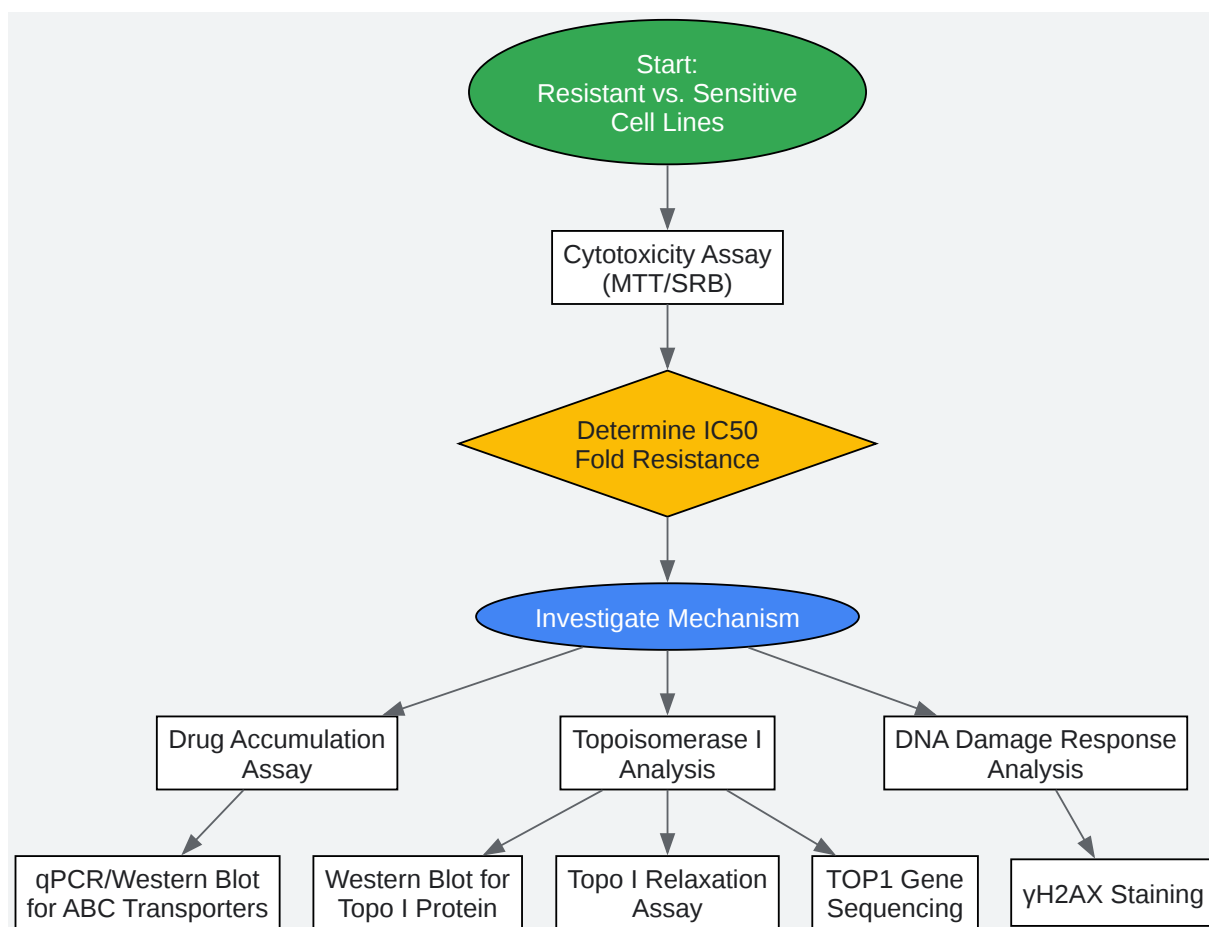 Start:
Resistant vs. Sensitive
Cell Lines
Cytotoxicity Assay
(MTT/SRB)
Determine IC50
Fold Resistance
Investigate Mechanism
Drug Accumulation
Assay
Topoisomerase I
Analysis
DNA Damage Response
Analysis
qPCR/Western Blot
for ABC Transporters
Western Blot for
Topo I Protein
Topo I Relaxation
Assay
TOP1 Gene
Sequencing
γH2AX Staining